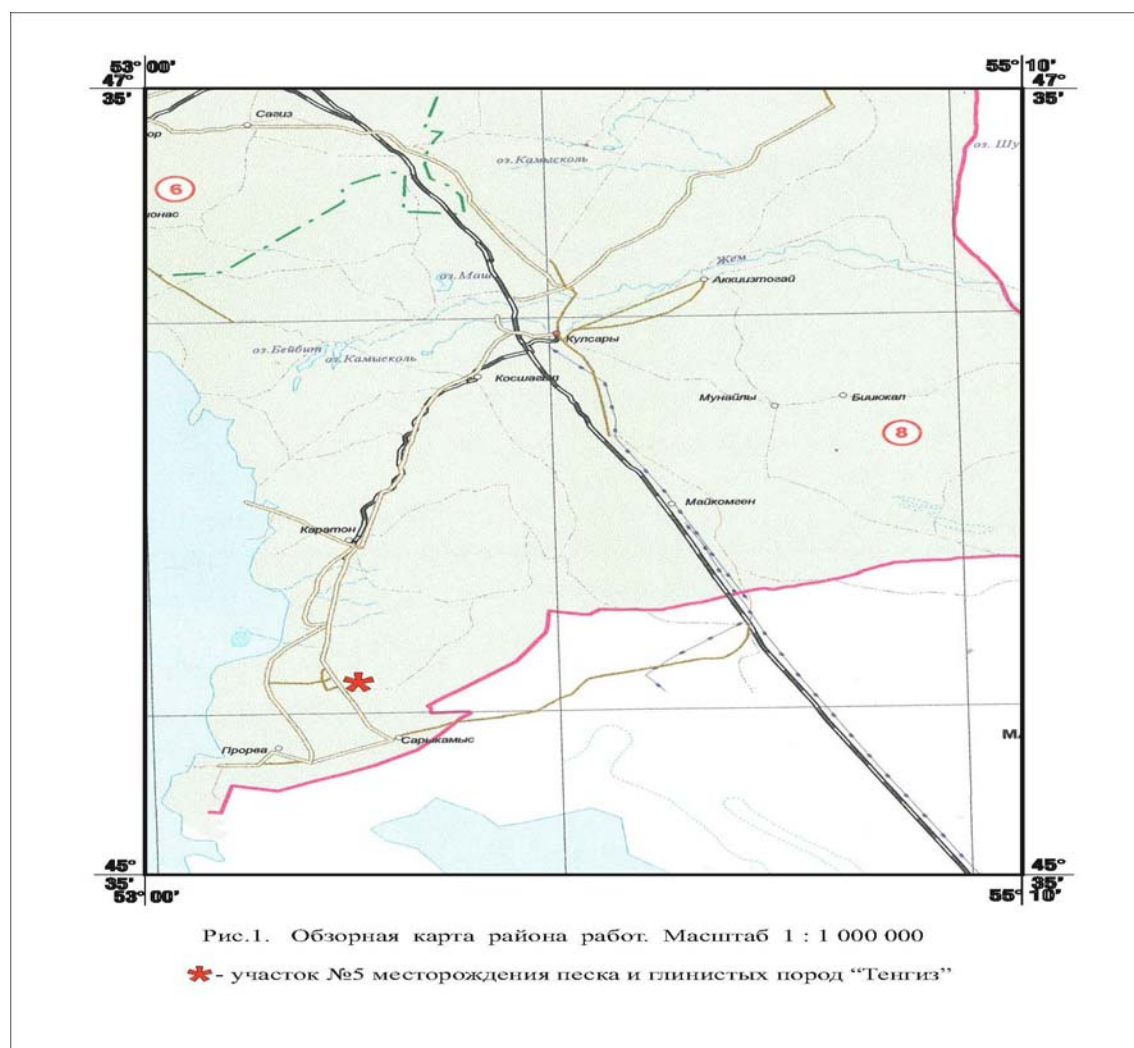 53° 00′
55° 10′
47°
35′
47°
35′
Сагиз
ор
оз.Камысколь
оз. Шу
6
онас
Жем
оз.Маш
Аккиизтогай
Кулсары
оз.Бейбит
оз.Камысколь
Косшагыл
Мунайлы
Биикжал
8
Майкомген
Каратон
Прорва
Сарыкамыс
МА
45°
35′
45°
35′
53° 00′
55° 10′
Рис.1. Обзорная карта района работ. Масштаб 1 : 1 000 000
* - участок №5 месторождения песка и глинистых пород “Тенгиз”